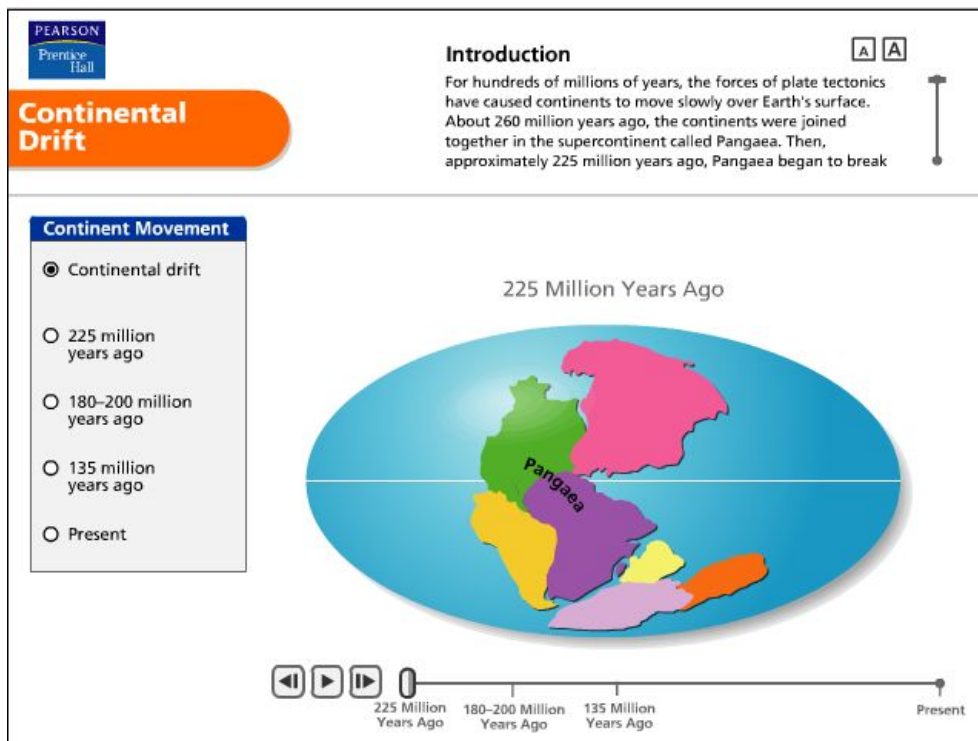 PEARSON
Prentice
Hall
Continental
Drift
Introduction
A A
For hundreds of millions of years, the forces of plate tectonics
have caused continents to move slowly over Earth's surface.
About 260 million years ago, the continents were joined
together in the supercontinent called Pangaea. Then,
approximately 225 million years ago, Pangaea began to break
Continent Movement
Continental drift
225 million
years ago
180–200 million
years ago
135 million
years ago
Present
225 Million Years Ago
Pangaea
225 Million
Years Ago
180–200 Million
Years Ago
135 Million
Years Ago
Present